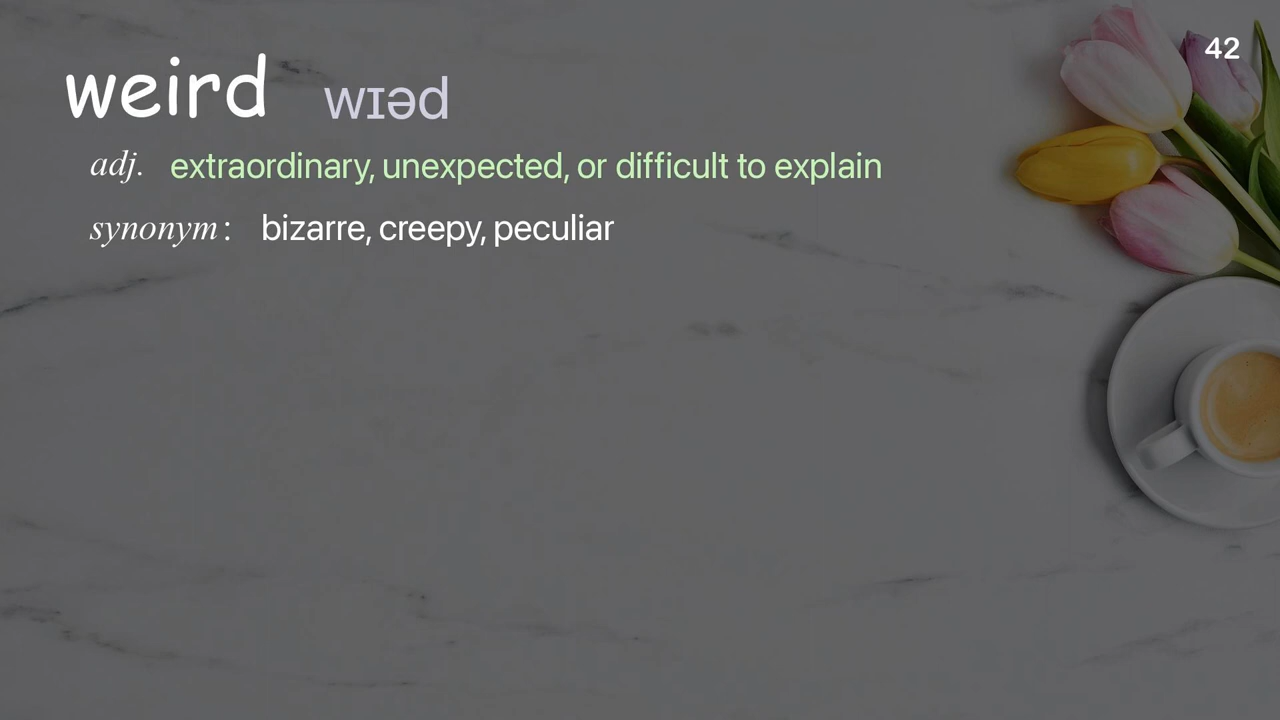 42
weird wɪəd
adj. extraordinary, unexpected, or difficult to explain
synonym: bizarre, creepy, peculiar